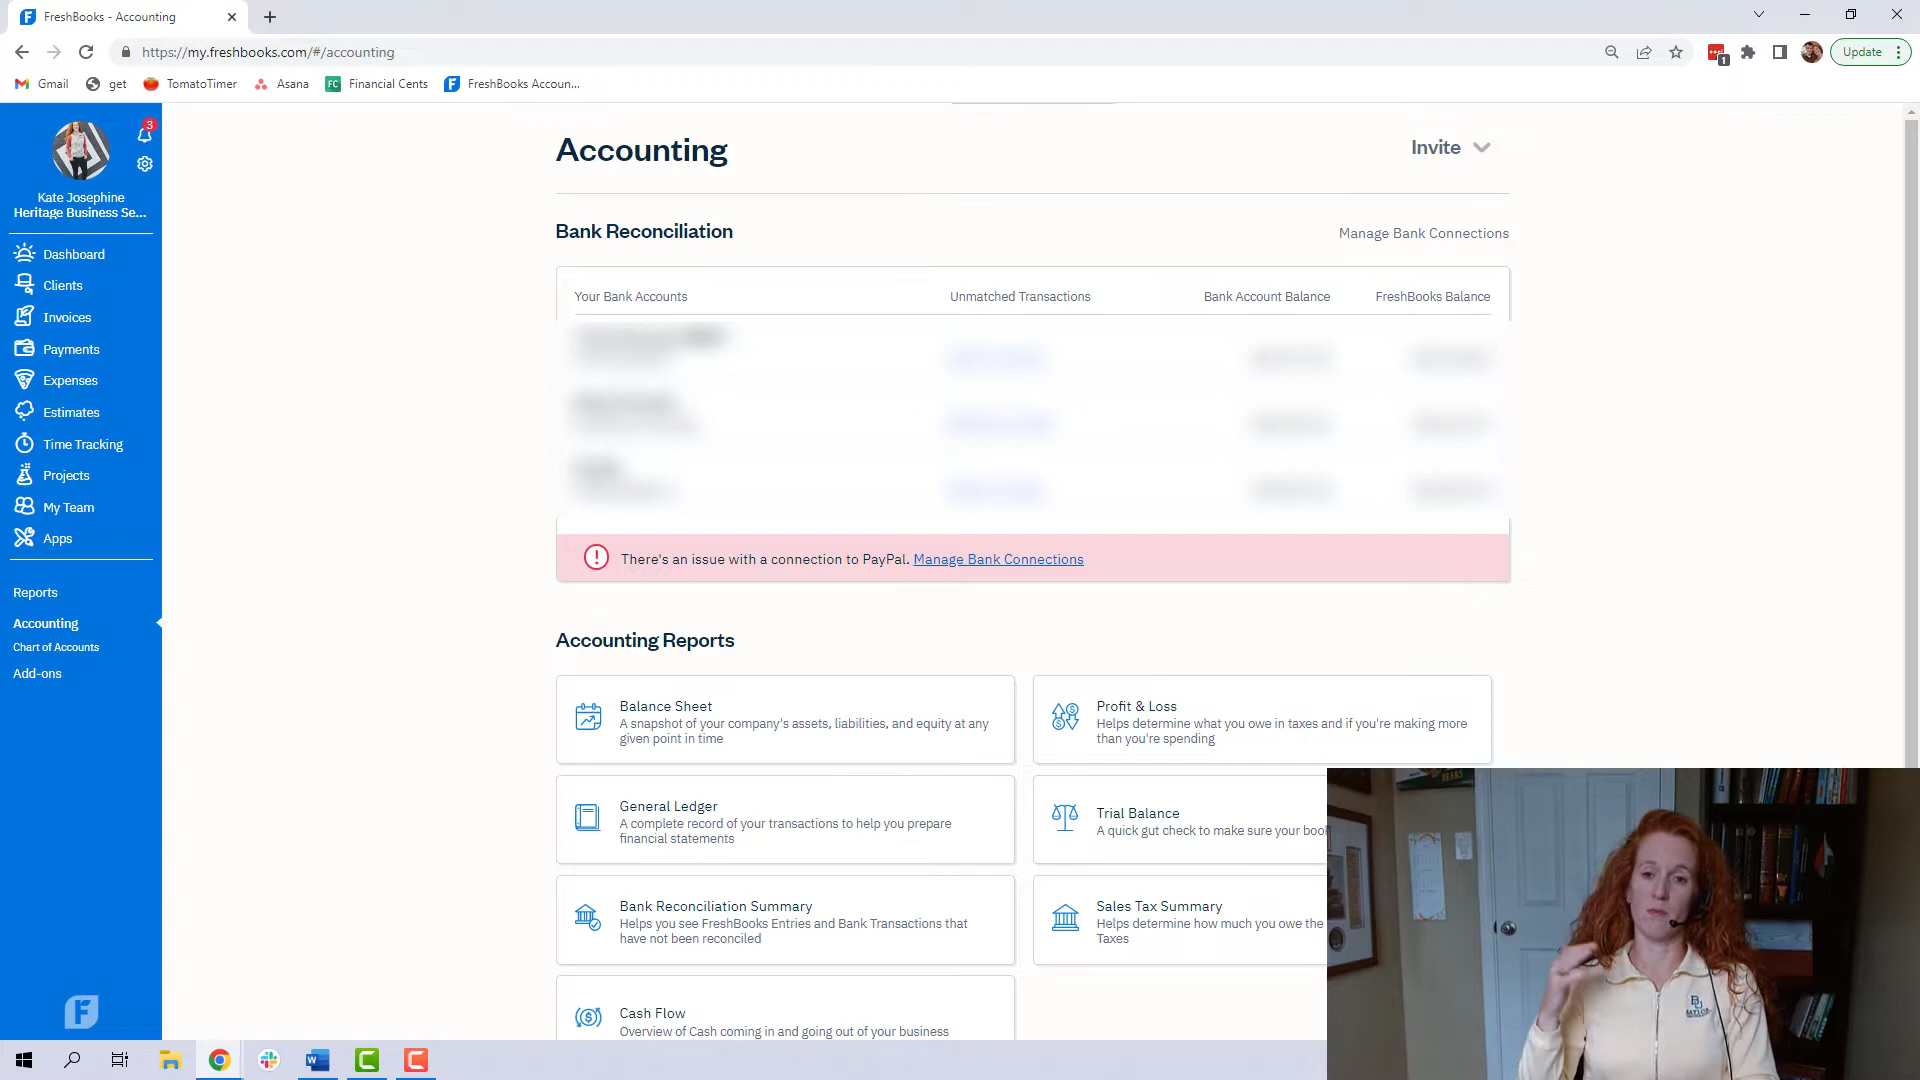 FreshBooks - Accounting
https://my.freshbooks.com/#/accounting
1
Update
Gmail
get
TomatoTimer
Asana
FC
Financial Cents
FreshBooks Accoun...
3
Kate Josephine
Heritage Business Se...
Dashboard
Clients
Invoices
Payments
Expenses
Estimates
Time Tracking
Projects
My Team
Apps
Reports
Accounting
Chart of Accounts
Add-ons
Accounting
Invite
Bank Reconciliation
Manage Bank Connections
Your Bank Accounts
Unmatched Transactions
Bank Account Balance
FreshBooks Balance
There's an issue with a connection to PayPal. Manage Bank Connections
Accounting Reports
Balance Sheet
A snapshot of your company's assets, liabilities, and equity at any
given point in time
Profit & Loss
Helps determine what you owe in taxes and if you're making more
than you're spending
General Ledger
A complete record of your transactions to help you prepare
financial statements
Trial Balance
A quick gut check to make sure your
Bank Reconciliation Summary
Helps you see FreshBooks Entries and Bank Transactions that
have not been reconciled
Sales Tax Summary
Helps determine how much you owe the
Taxes
Cash Flow
Overview of Cash coming in and going out of your business
BU
BAYLOR